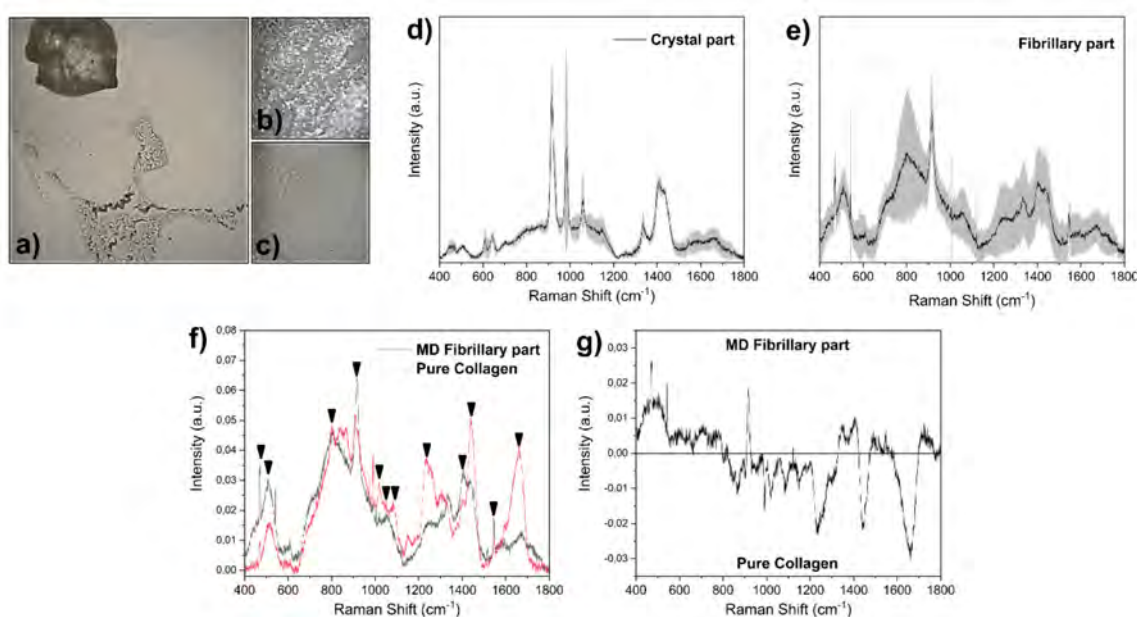 a)
b)
c)
d)
Crystal part
Intensity (a.u.)
400 600 800 1000 1200 1400 1600 1800
Raman Shift (cm⁻¹)
e)
Fibrillary part
Intensity (a.u.)
400 600 800 1000 1200 1400 1600 1800
Raman Shift (cm⁻¹)
f)
MD Fibrillary part
Pure Collagen
Intensity (a.u.)
0,08
0,07
0,06
0,05
0,04
0,03
0,02
0,01
0,00
400 600 800 1000 1200 1400 1600 1800
Raman Shift (cm⁻¹)
g)
MD Fibrillary part
Intensity (a.u.)
0,03
0,02
0,01
0,00
-0,01
-0,02
-0,03
Pure Collagen
400 600 800 1000 1200 1400 1600 1800
Raman Shift (cm⁻¹)